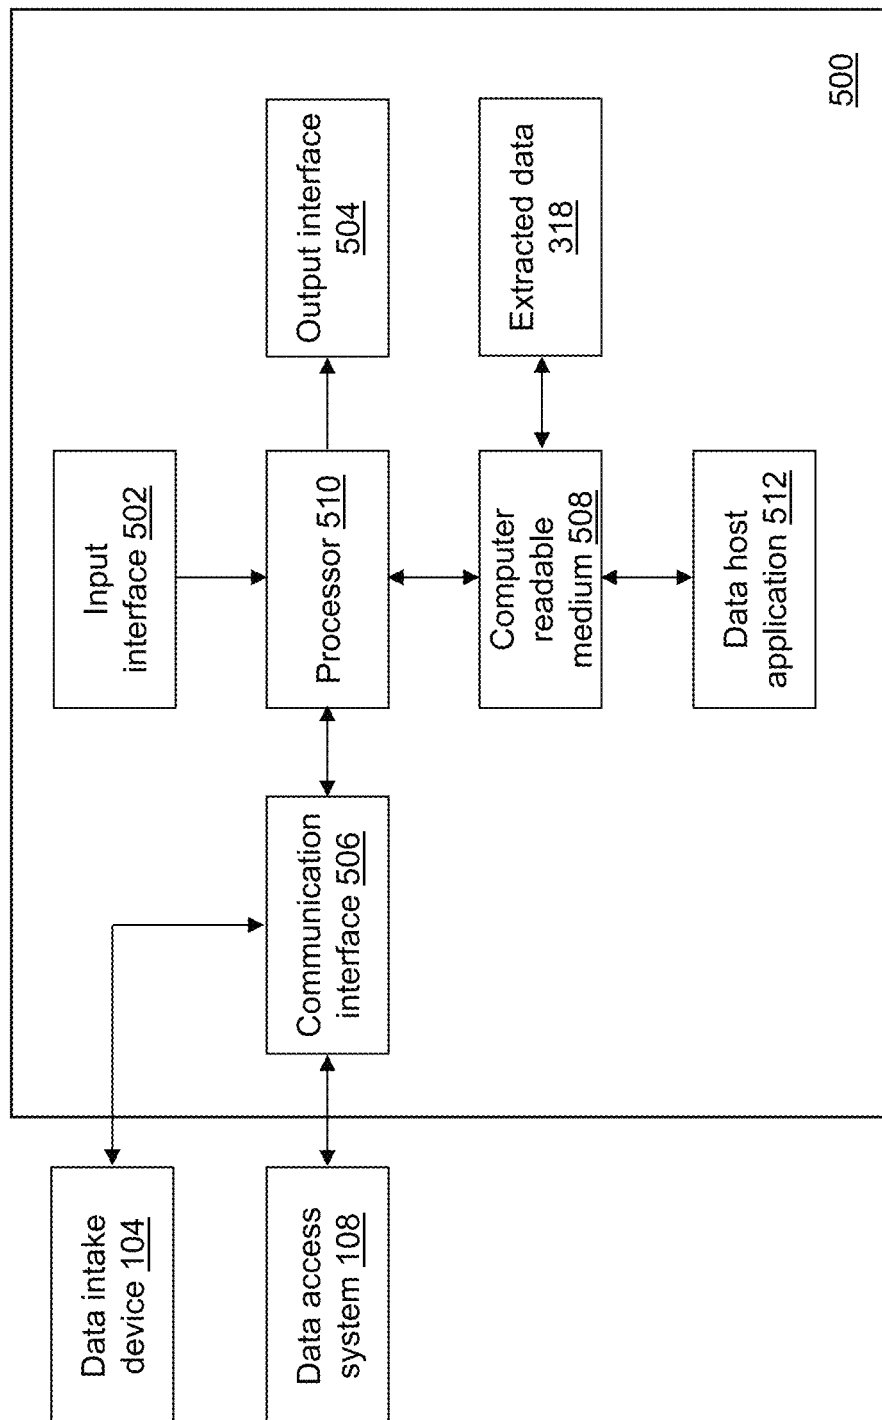 Data intake
device 104
Data access
system 108
Communication
interface 506
Input
interface 502
Processor 510
Output interface
504
Computer
readable
medium 508
Extracted data
318
Data host
application 512
500